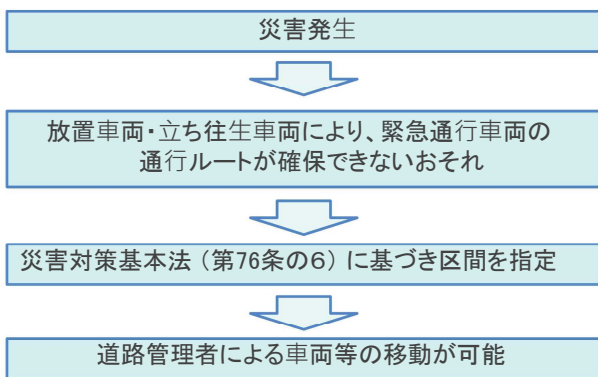 災害発生
放置車両・立ち往生車両により、緊急通行車両の
通行ルートが確保できないおそれ
災害対策基本法（第76条の６）に基づき区間を指定
道路管理者による車両等の移動が可能